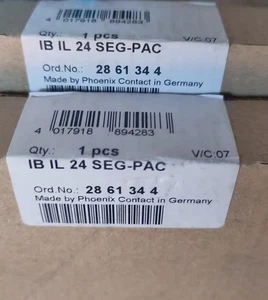 4 017918 894283
Qty.: 1 pcs V/C:07
IB IL 24 SEG-PAC
Ord.No.: 28 61 34 4
Made by Phoenix Contact in Germany
4 017918 894283
Qty.: 1 pcs V/C:07
IB IL 24 SEG-PAC
Ord.No.: 28 61 34 4
Made by Phoenix Contact in Germany